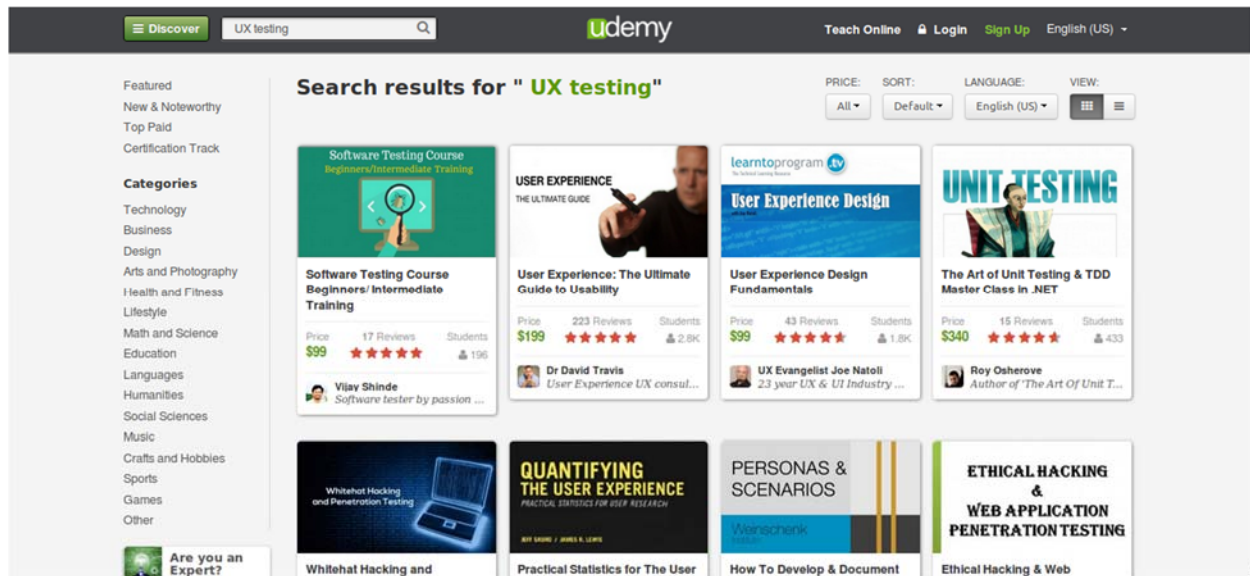 Discover
UX testing
udemy
Teach Online
Login
Sign Up
English (US)
Featured
New & Noteworthy
Top Paid
Certification Track
Categories
Technology
Business
Design
Arts and Photography
Health and Fitness
Lifestyle
Math and Science
Education
Languages
Humanities
Social Sciences
Music
Crafts and Hobbies
Sports
Games
Other
Are you an
Expert?
Search results for " UX testing"
PRICE:
All
SORT:
Default
LANGUAGE:
English (US)
VIEW:
Software Testing Course
Beginners/Intermediate Training
Software Testing Course
Beginners/ Intermediate
Training
Price 17 Reviews Students
$99 196
Vijay Shinde
Software tester by passion ...
USER EXPERIENCE
THE ULTIMATE GUIDE
User Experience: The Ultimate
Guide to Usability
Price 223 Reviews Students
$199 2.8K
Dr David Travis
User Experience UX consul...
learntoprogram .tv
User Experience Design
User Experience Design
Fundamentals
Price 43 Reviews Students
$99 1.8K
UX Evangelist Joe Natoli
23 year UX & UI Industry ...
UNIT TESTING
The Art of Unit Testing & TDD
Master Class in .NET
Price 15 Reviews Students
$340 433
Roy Osherove
Author of 'The Art Of Unit T...
Whitehat Hacking
and Penetration Testing
Whitehat Hacking and
QUANTIFYING
THE USER EXPERIENCE
PRACTICAL STATISTICS FOR USER RESEARCH
JEFF SAURO / JAMES R. LEWIS
Practical Statistics for The User
PERSONAS &
SCENARIOS
Weinschenk
How To Develop & Document
ETHICAL HACKING
&
WEB APPLICATION
PENETRATION TESTING
Ethical Hacking & Web